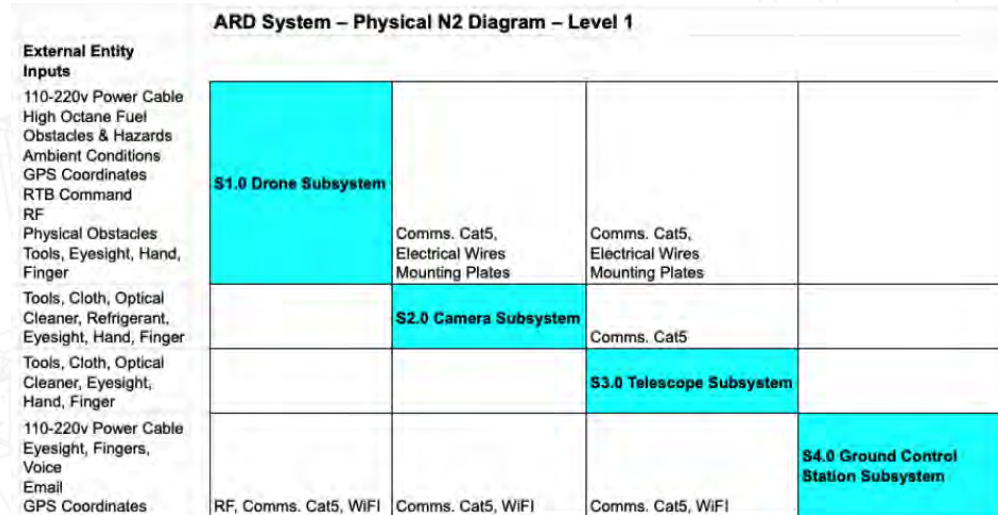 ARD System – Physical N2 Diagram – Level 1
External Entity
Inputs
110-220v Power Cable
High Octane Fuel
Obstacles & Hazards
Ambient Conditions
GPS Coordinates
RTB Command
RF
Physical Obstacles
Tools, Eyesight, Hand,
Finger
S1.0 Drone Subsystem
Comms. Cat5,
Electrical Wires
Mounting Plates
Comms. Cat5,
Electrical Wires
Mounting Plates
Tools, Cloth, Optical
Cleaner, Refrigerant,
Eyesight, Hand, Finger
S2.0 Camera Subsystem
Comms. Cat5
Tools, Cloth, Optical
Cleaner, Eyesight,
Hand, Finger
S3.0 Telescope Subsystem
110-220v Power Cable
Eyesight, Fingers,
Voice
Email
GPS Coordinates
RF, Comms. Cat5, WiFI
Comms. Cat5, WiFI
Comms. Cat5, WiFI
S4.0 Ground Control
Station Subsystem